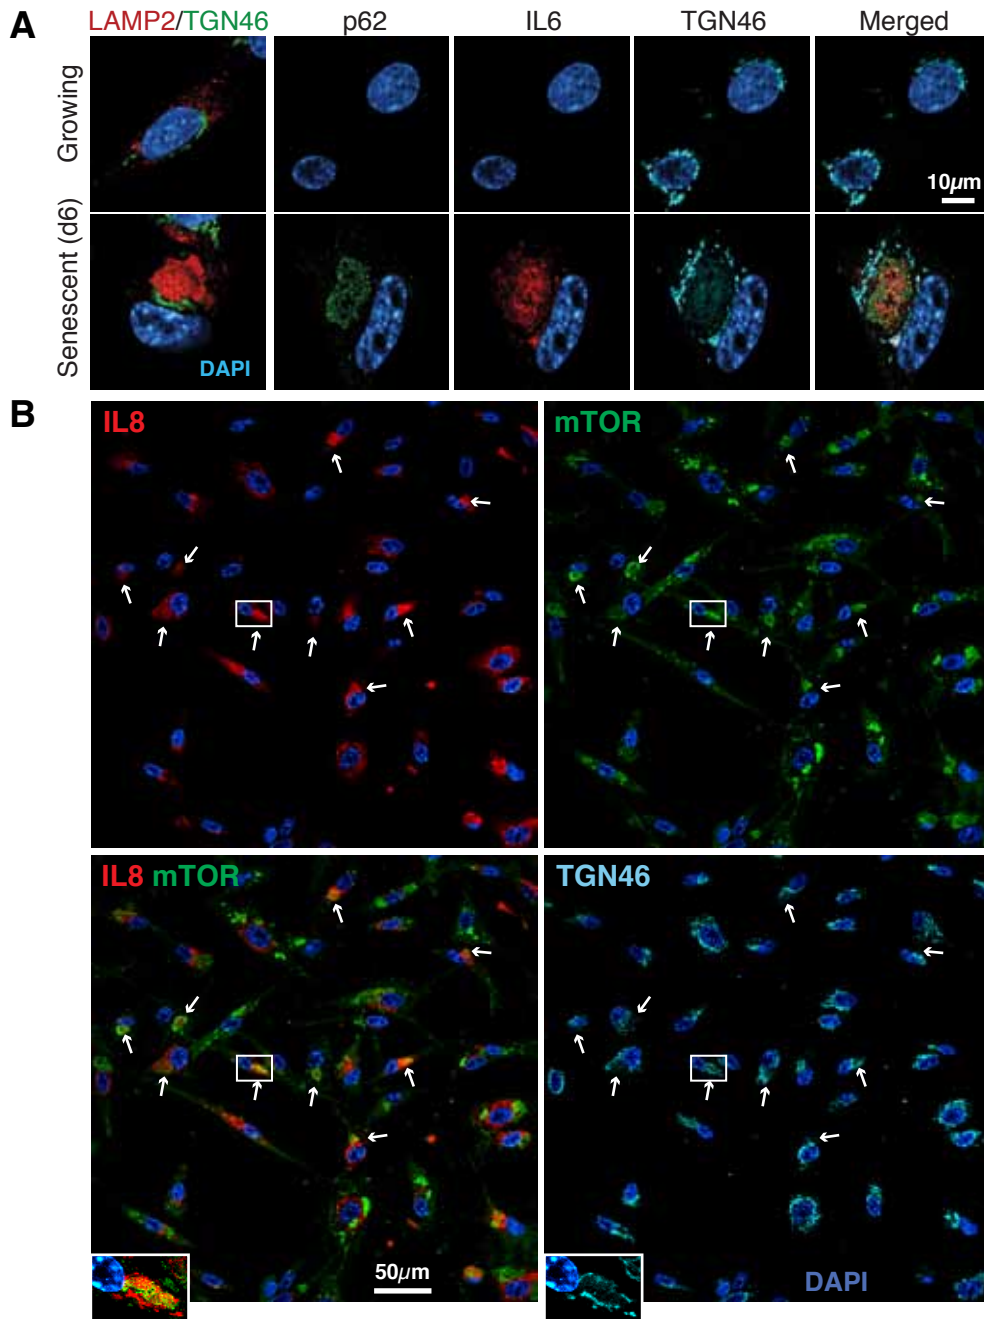 A
LAMP2/TGN46 p62 IL6 TGN46 Merged
Growing
10µm
Senescent (d6)
DAPI
B
IL8 mTOR
IL8 mTOR TGN46
50µm DAPI